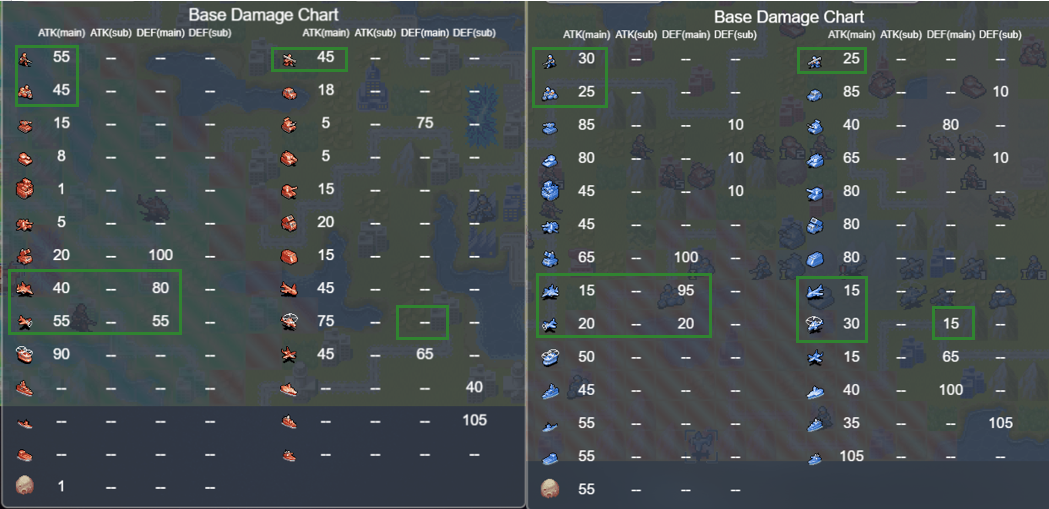 Base Damage Chart
ATK(main) ATK(sub) DEF(main) DEF(sub) ATK(main) ATK(sub) DEF(main) DEF(sub)
55 -- -- -- 45 -- -- --
45 -- -- -- 18 -- -- --
15 -- -- -- 5 -- 75 --
8 -- -- -- 5 -- -- --
1 -- -- -- 15 -- -- --
5 -- -- -- 20 -- -- --
20 -- 100 -- 15 -- -- --
40 -- 80 -- 45 -- -- --
55 -- 55 -- 75 -- -- --
90 -- -- -- 45 -- 65 --
-- -- -- -- -- -- -- 40
-- -- -- -- -- -- -- 105
-- -- -- -- -- -- -- --
1 -- -- --
Base Damage Chart
ATK(main) ATK(sub) DEF(main) DEF(sub) ATK(main) ATK(sub) DEF(main) DEF(sub)
30 -- -- -- 25 -- -- --
25 -- -- -- 85 -- -- 10
85 -- -- 10 40 -- 80 --
80 -- -- 10 65 -- -- 10
45 -- -- 10 80 -- -- --
45 -- -- -- 80 -- -- --
65 -- 100 -- 80 -- -- --
15 -- 95 -- 15 -- -- --
20 -- 20 -- 30 -- 15 --
50 -- -- -- 15 -- 65 --
45 -- -- -- 40 -- 100 --
55 -- -- -- 35 -- -- 105
55 -- -- -- 105 -- -- --
55 -- -- --